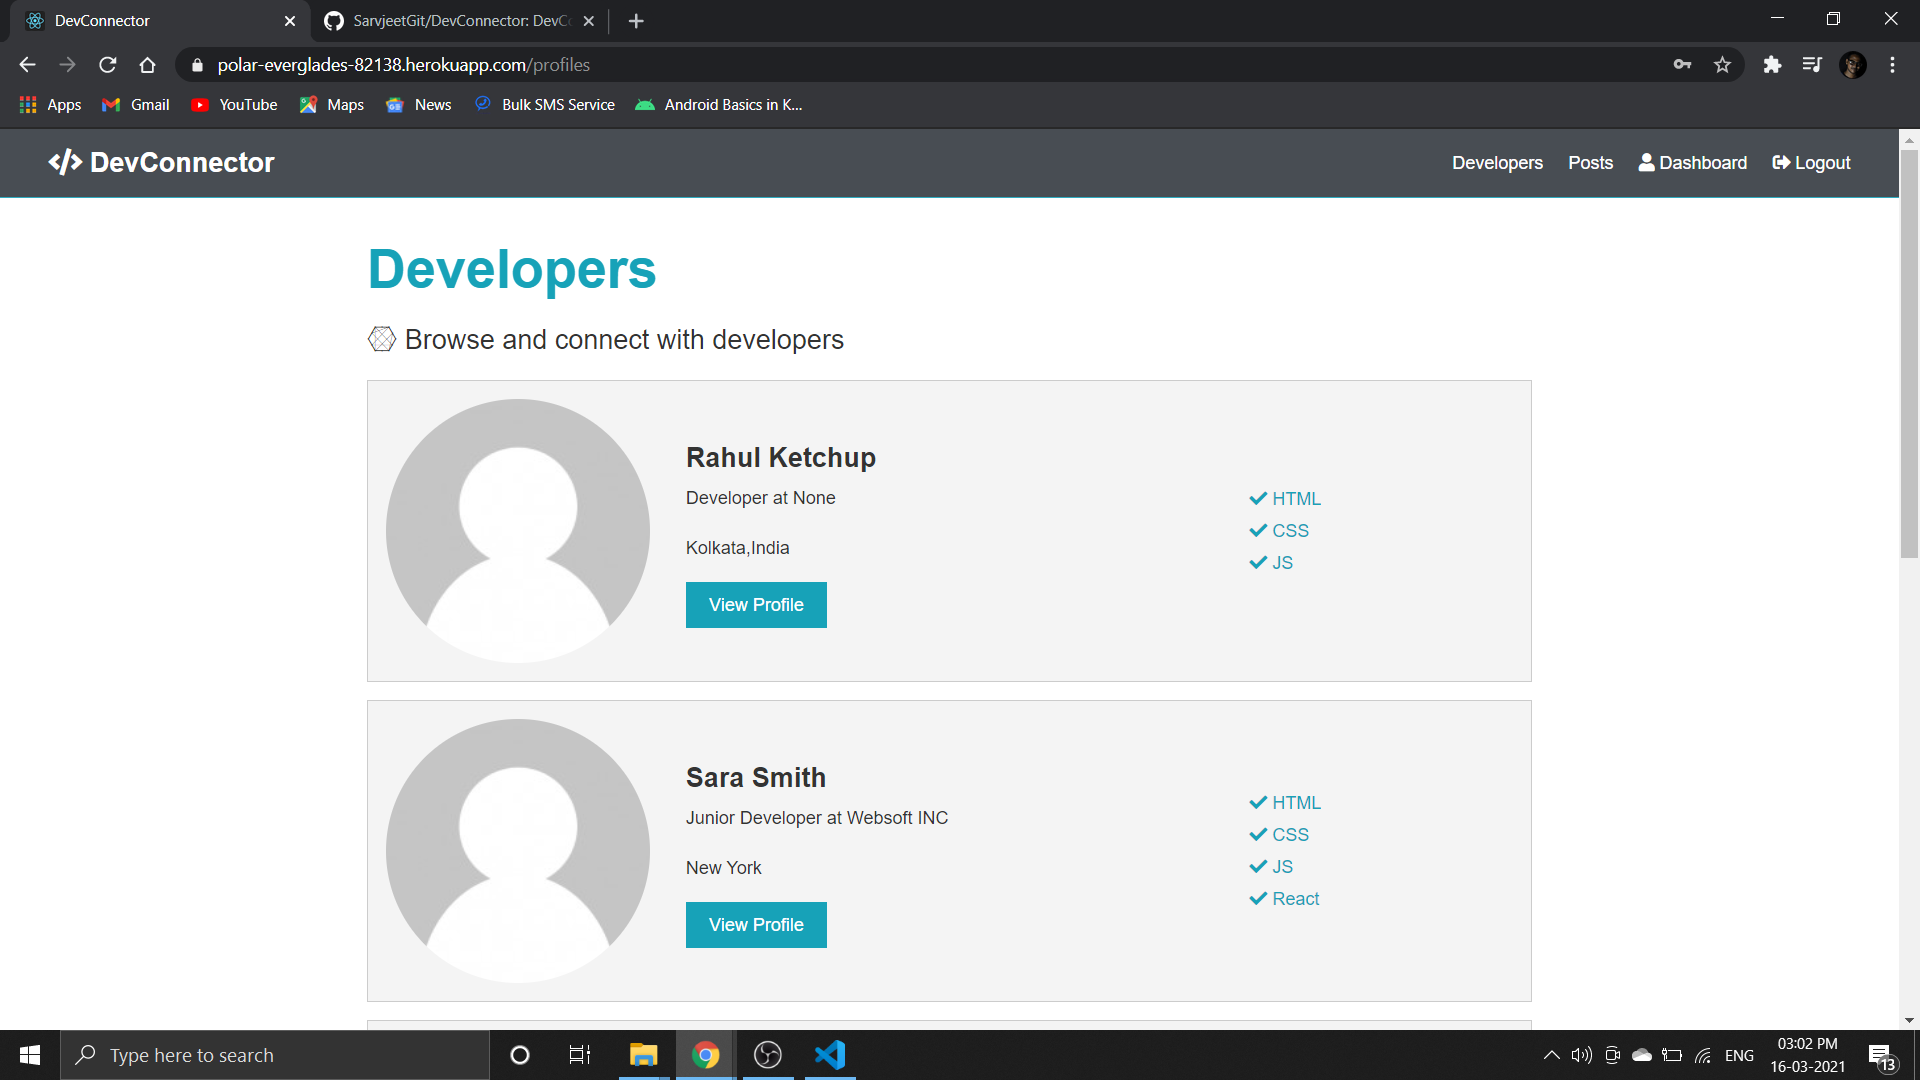 DevConnector
SarvjeetGit/DevConnector: DevCo
polar-everglades-82138.herokuapp.com/profiles
Apps Gmail YouTube Maps News Bulk SMS Service Android Basics in K...
DevConnector
Developers Posts Dashboard Logout
Developers
Browse and connect with developers
Rahul Ketchup
Developer at None
Kolkata,India
View Profile
HTML
CSS
JS
Sara Smith
Junior Developer at Websoft INC
New York
View Profile
HTML
CSS
JS
React
Type here to search
ENG
03:02 PM
16-03-2021
13